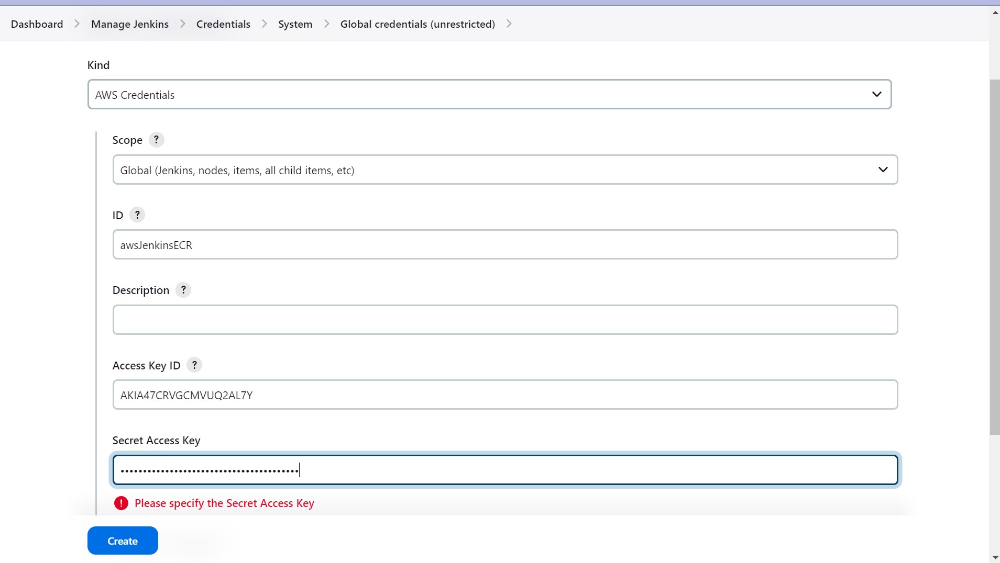 Dashboard > Manage Jenkins > Credentials > System > Global credentials (unrestricted) >
Kind
AWS Credentials
Scope ?
Global (Jenkins, nodes, items, all child items, etc)
ID ?
awsJenkinsECR
Description ?
Access Key ID ?
AKIA47CRVGCMVUQ2AL7Y
Secret Access Key
••••••••••••••••••••••••••••••••••••••••
Please specify the Secret Access Key
Create